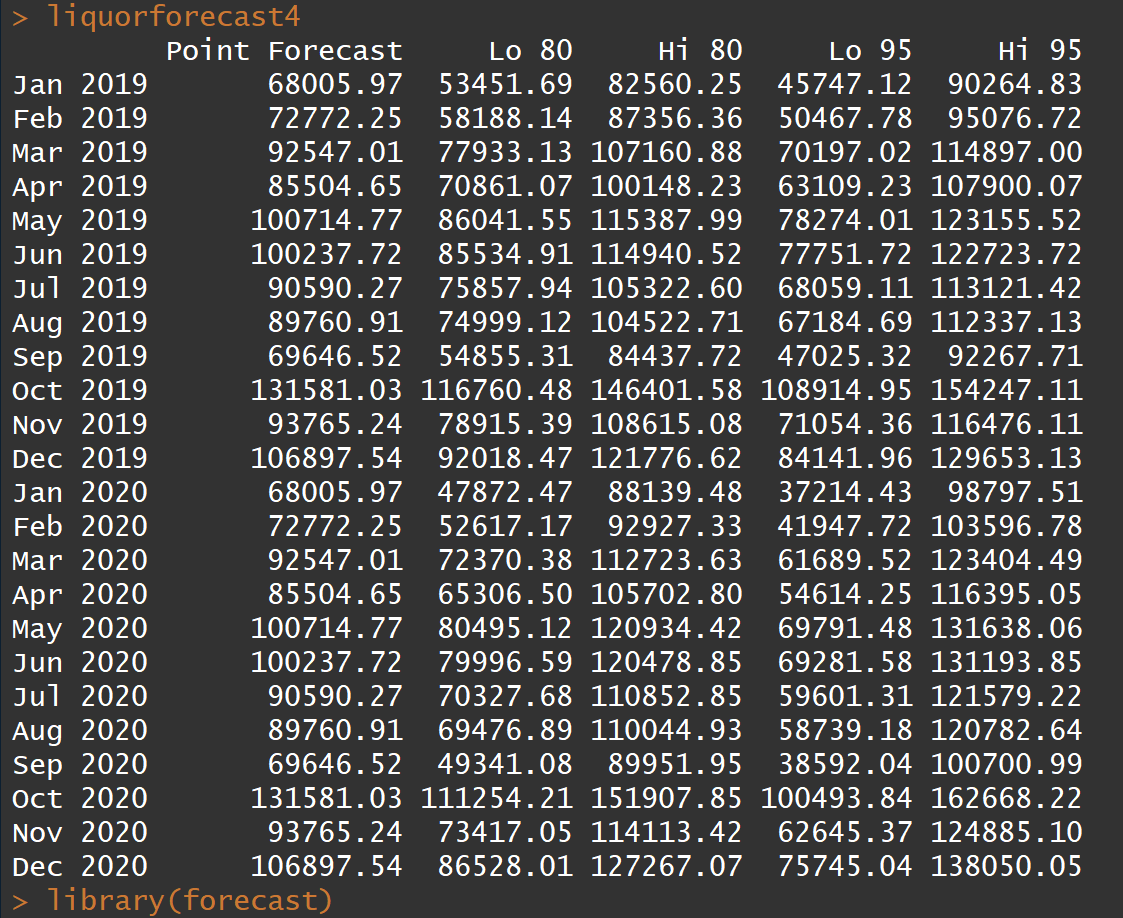 > liquorforecast4
         Point Forecast     Lo 80     Hi 80     Lo 95     Hi 95
Jan 2019       68005.97  53451.69  82560.25  45747.12  90264.83
Feb 2019       72772.25  58188.14  87356.36  50467.78  95076.72
Mar 2019       92547.01  77933.13 107160.88  70197.02 114897.00
Apr 2019       85504.65  70861.07 100148.23  63109.23 107900.07
May 2019      100714.77  86041.55 115387.99  78274.01 123155.52
Jun 2019      100237.72  85534.91 114940.52  77751.72 122723.72
Jul 2019       90590.27  75857.94 105322.60  68059.11 113121.42
Aug 2019       89760.91  74999.12 104522.71  67184.69 112337.13
Sep 2019       69646.52  54855.31  84437.72  47025.32  92267.71
Oct 2019      131581.03 116760.48 146401.58 108914.95 154247.11
Nov 2019       93765.24  78915.39 108615.08  71054.36 116476.11
Dec 2019      106897.54  92018.47 121776.62  84141.96 129653.13
Jan 2020       68005.97  47872.47  88139.48  37214.43  98797.51
Feb 2020       72772.25  52617.17  92927.33  41947.72 103596.78
Mar 2020       92547.01  72370.38 112723.63  61689.52 123404.49
Apr 2020       85504.65  65306.50 105702.80  54614.25 116395.05
May 2020      100714.77  80495.12 120934.42  69791.48 131638.06
Jun 2020      100237.72  79996.59 120478.85  69281.58 131193.85
Jul 2020       90590.27  70327.68 110852.85  59601.31 121579.22
Aug 2020       89760.91  69476.89 110044.93  58739.18 120782.64
Sep 2020       69646.52  49341.08  89951.95  38592.04 100700.99
Oct 2020      131581.03 111254.21 151907.85 100493.84 162668.22
Nov 2020       93765.24  73417.05 114113.42  62645.37 124885.10
Dec 2020      106897.54  86528.01 127267.07  75745.04 138050.05
> library(forecast)